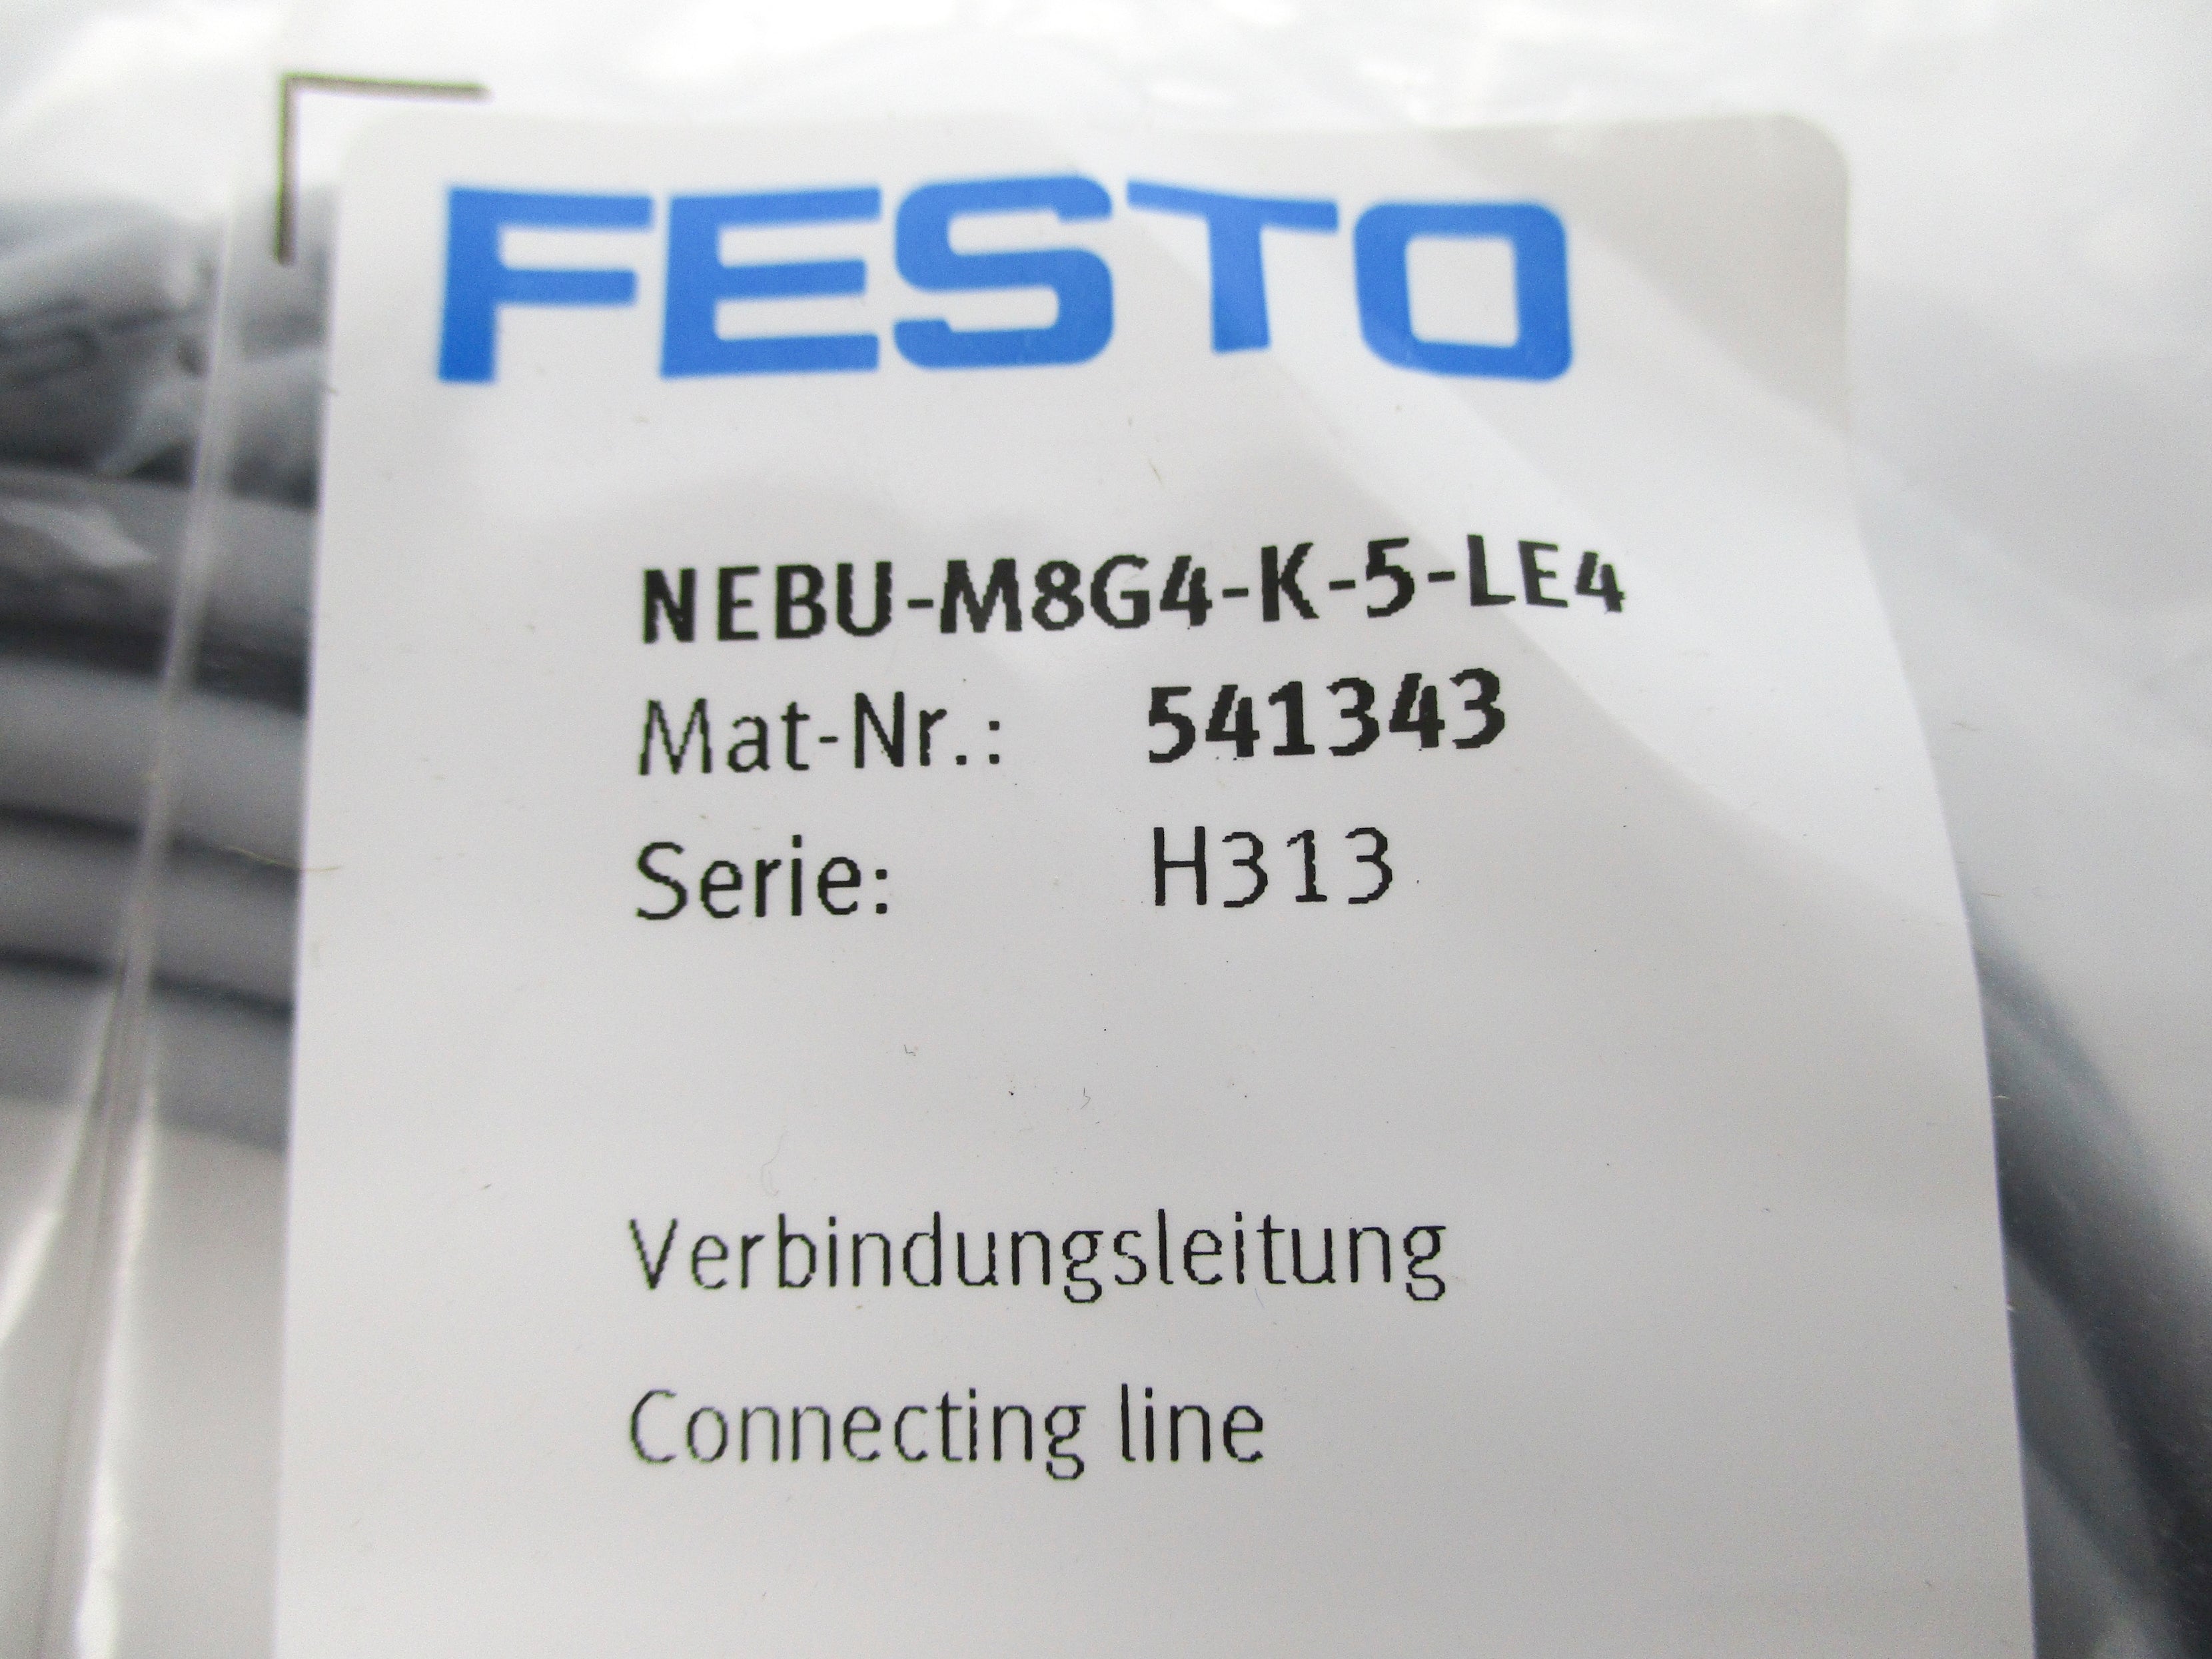 FESTO
NEBU-M8G4-K-5-LE4
Mat-Nr.: 541343
Serie: H313
Verbindungsleitung
Connecting line